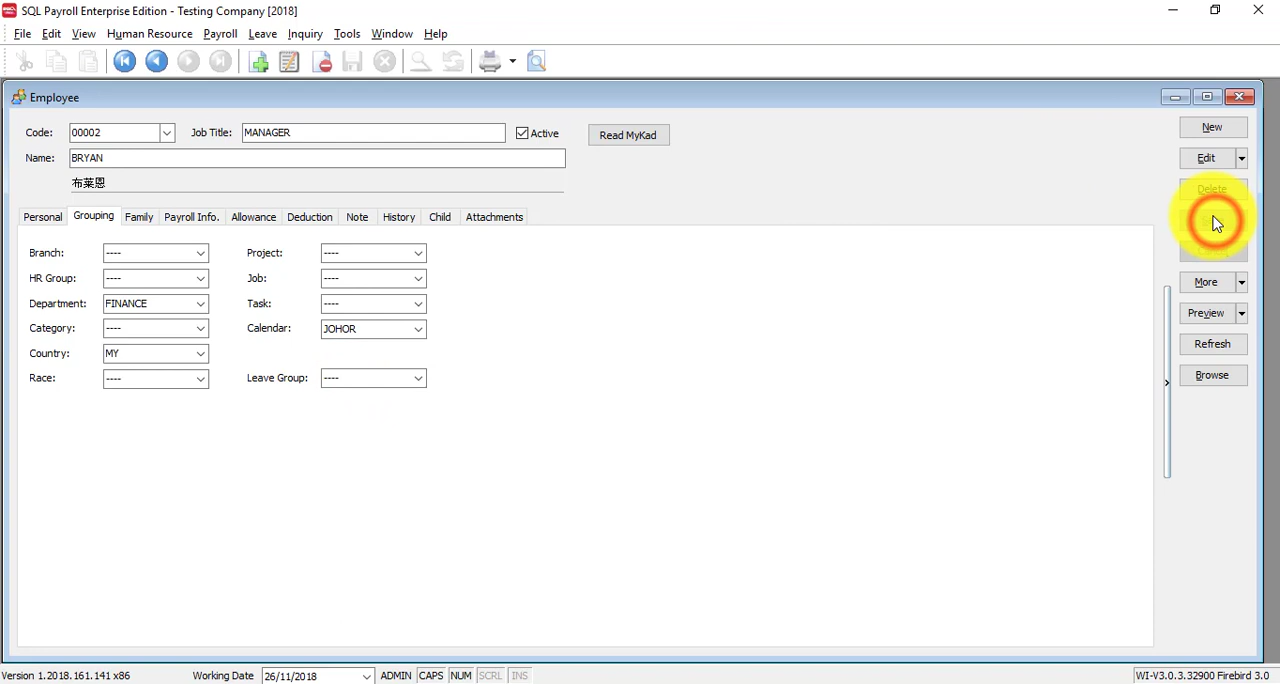 SQL Payroll Enterprise Edition - Testing Company [2018]
File Edit View Human Resource Payroll Leave Inquiry Tools Window Help
Employee
Code: 00002 Job Title: MANAGER Active Read MyKad
Name: BRYAN
布莱恩
Personal Grouping Family Payroll Info. Allowance Deduction Note History Child Attachments
Branch: ---- Project: ----
HR Group: ---- Job: ----
Department: FINANCE Task: ----
Category: ---- Calendar: JOHOR
Country: MY
Race: ---- Leave Group: ----
New
Edit
Delete
Cancel
More
Preview
Refresh
Browse
Version 1.2018.161.141 x86 Working Date 26/11/2018 ADMIN CAPS NUM SCRL INS WI-V3.0.3.32900 Firebird 3.0